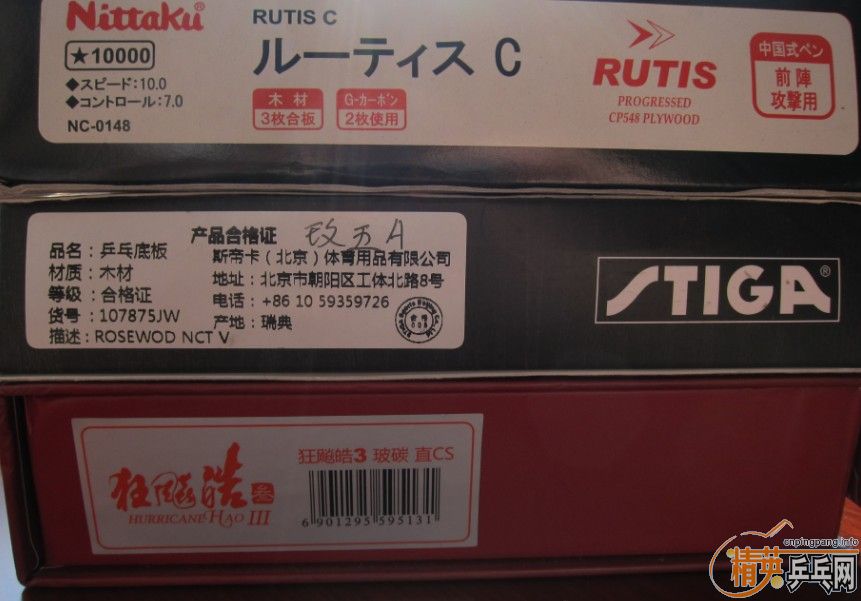 Nittaku®
★10000
◆スピード:10.0
◆コントロール:7.0
NC-0148
RUTIS C
ルーティス C
木材
3枚合板
G-カーボン
2枚使用
RUTIS
PROGRESSED
CP548 PLYWOOD
中国式ペン
前陣
攻撃用
产品合格证
玫五A
品名：乒乓底板
材质：木材
等级：合格证
货号：107875JW
描述：ROSEWOD NCT V
斯帝卡（北京）体育用品有限公司
地址：北京市朝阳区工体北路8号
电话：+86 10 59359726
产地：瑞典
合格
STIGA®
狂飚皓叁
HURRICANE HAO III
狂飚皓3 玻碳 直CS
6 901295 595131
cnpingpang.info
精英乒乓网